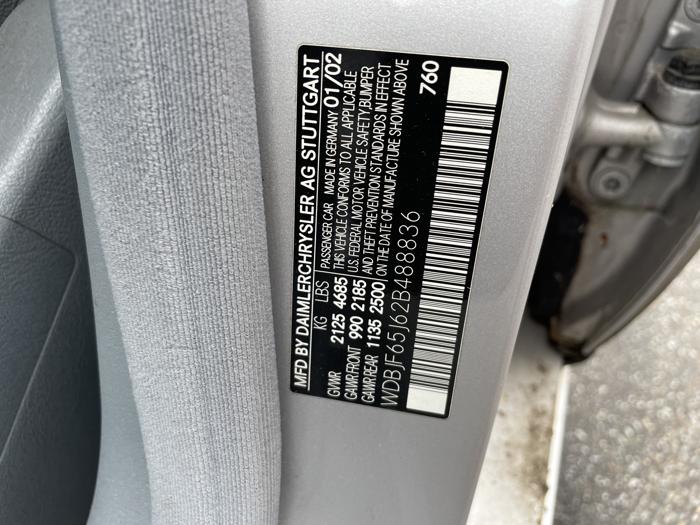 MFD BY DAIMLERCHRYSLER AG STUTTGART
KG LBS PASSENGER CAR MADE IN GERMANY 01/02
GVWR 2125 4685 THIS VEHICLE CONFORMS TO ALL APPLICABLE
GAWR FRONT 990 2185 U.S. FEDERAL MOTOR VEHICLE SAFETY, BUMPER
GAWR REAR 1135 2500 AND THEFT PREVENTION STANDARDS IN EFFECT
ON THE DATE OF MANUFACTURE SHOWN ABOVE
WDBJF65J62B488836 760